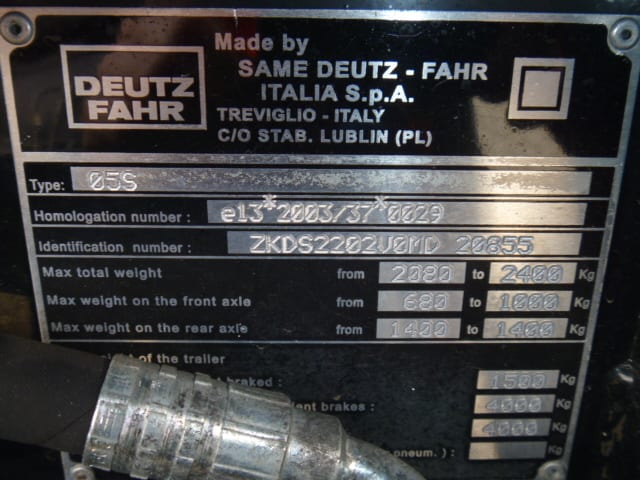 DEUTZ
FAHR
Made by
SAME DEUTZ - FAHR
ITALIA S.p.A.
TREVIGLIO - ITALY
C/O STAB. LUBLIN (PL)
Type: 05S
Homologation number : e13*2003/37*0029
Identification number : ZKDS2202V0MD 20855
Max total weight from 2080 to 2400 Kg
Max weight on the front axle from 680 to 1000 Kg
Max weight on the rear axle from 1400 to 1400 Kg
of the trailer
braked : 1500 Kg
brakes : 4000 Kg
4000 Kg
pneum. ) : Kg